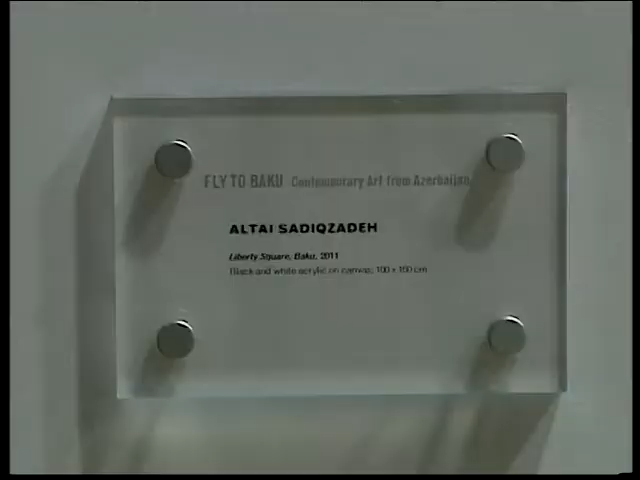 FLY TO BAKU Contemporary Art from Azerbaijan
ALTAI SADIQZADEH
Liberty Square, Baku, 2011
Black and white acrylic on canvas; 100 x 150 cm